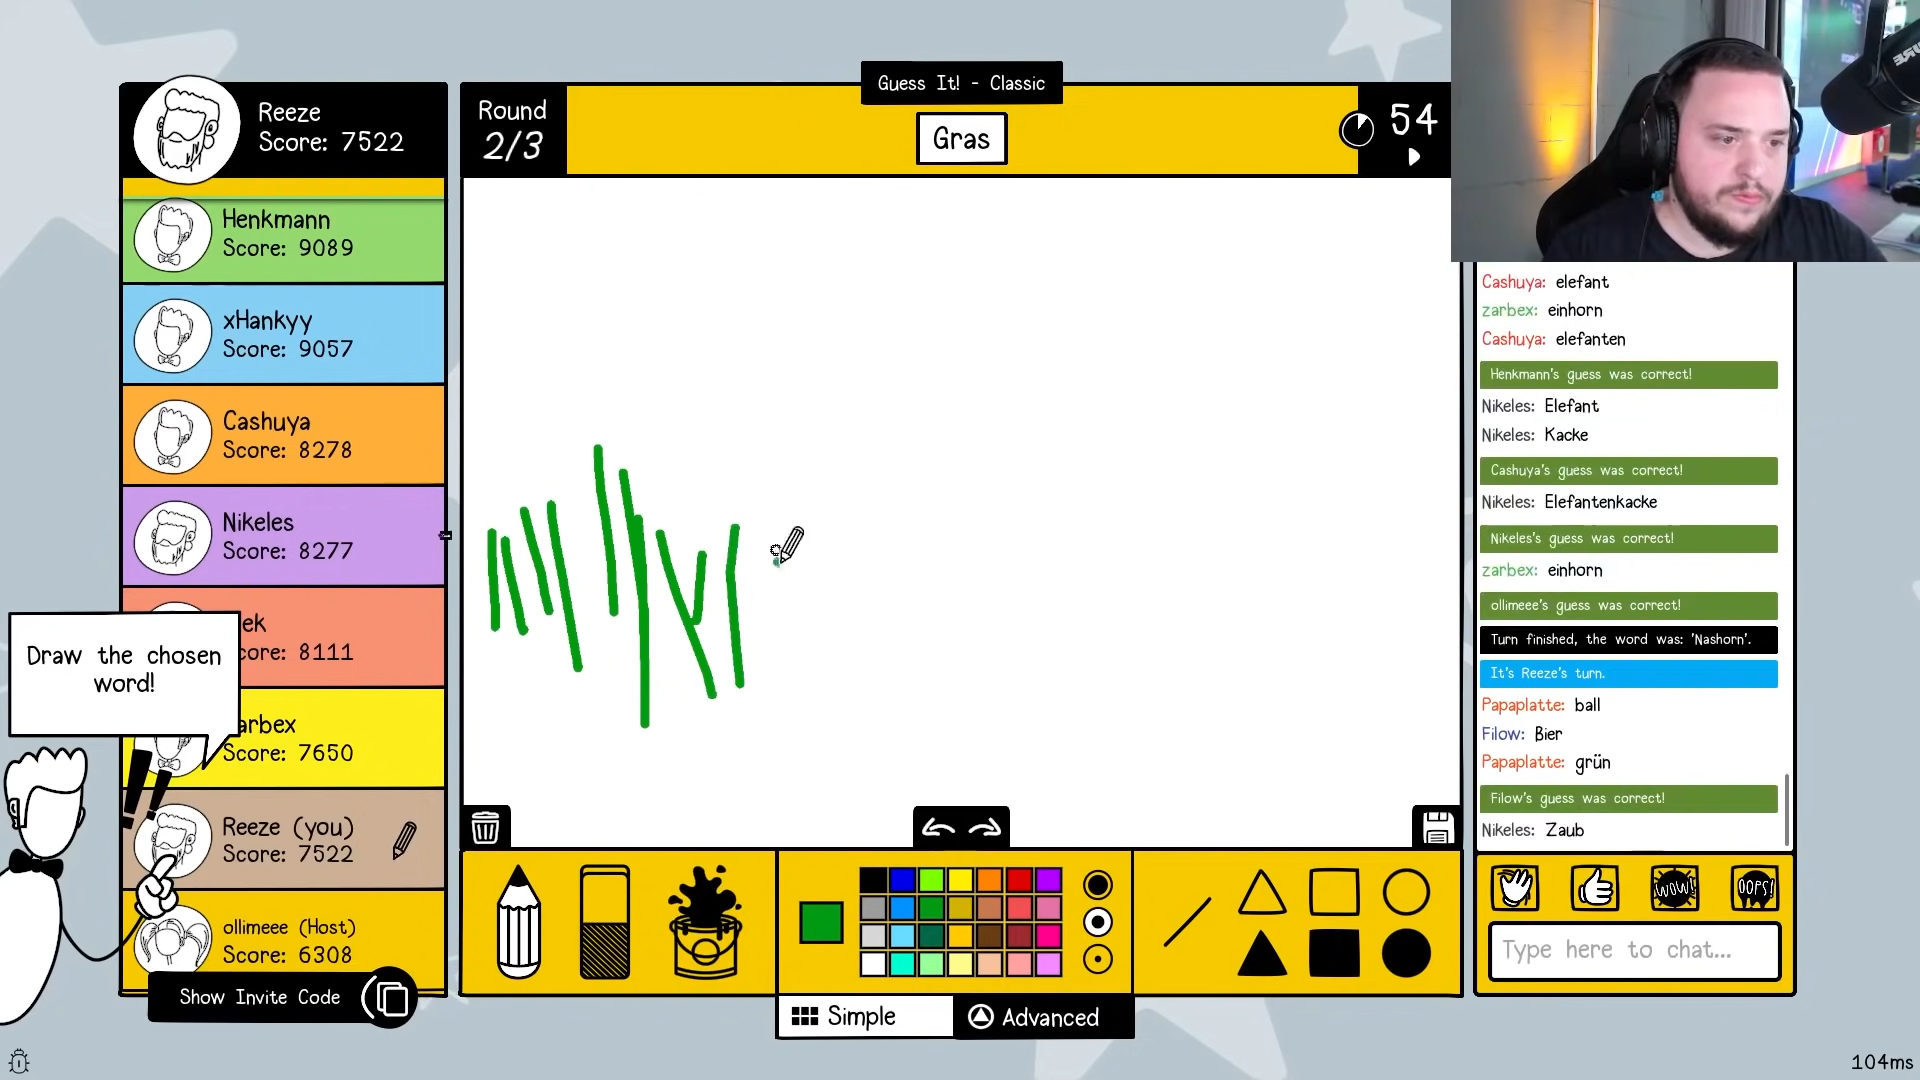 Guess It! - Classic
Reeze
Score: 7522
Round
2/3
Gras
54
Henkmann
Score: 9089
xHankyy
Score: 9057
Cashuya
Score: 8278
Nikeles
Score: 8277
ek
core: 8111
arbex
Score: 7650
Reeze (you)
Score: 7522
ollimeee (Host)
Score: 6308
Draw the chosen
word!
!!
Show Invite Code
Cashuya: elefant
zarbex: einhorn
Cashuya: elefanten
Henkmann's guess was correct!
Nikeles: Elefant
Nikeles: Kacke
Cashuya's guess was correct!
Nikeles: Elefantenkacke
Nikeles's guess was correct!
zarbex: einhorn
ollimeee's guess was correct!
Turn finished, the word was: 'Nashorn'.
It's Reeze's turn.
Papaplatte: ball
Filow: Bier
Papaplatte: grün
Filow's guess was correct!
Nikeles: Zaub
WOW!
OOPS!
Type here to chat...
Simple
Advanced
104ms